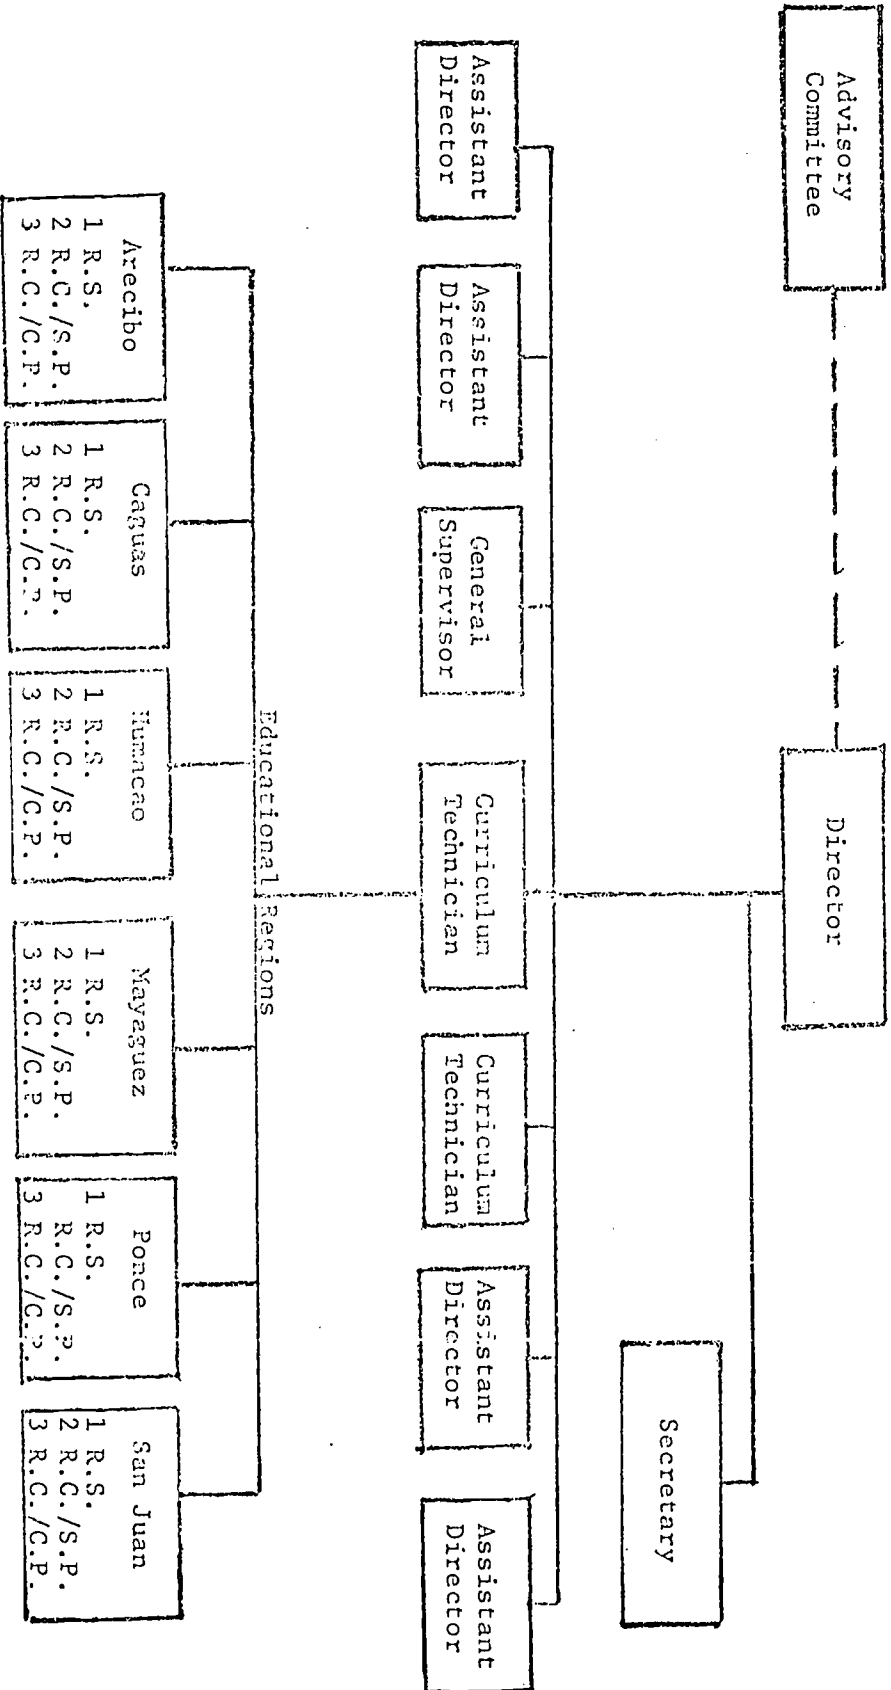 Advisory
Committee
Director
Secretary
Assistant
Director
Assistant
Director
General
Supervisor
Curriculum
Technician
Curriculum
Technician
Assistant
Director
Assistant
Director
Educational Regions
Arecibo
1 R.S.
2 R.C./S.P.
3 R.C./C.P.
Caguas
1 R.S.
2 R.C./S.P.
3 R.C./C.P.
Humacao
1 R.S.
2 R.C./S.P.
3 R.C./C.P.
Mayaguez
1 R.S.
2 R.C./S.P.
3 R.C./C.P.
Ponce
1 R.S.
R.C./S.P.
3 R.C./C.P.
San Juan
1 R.S.
2 R.C./S.P.
3 R.C./C.P.